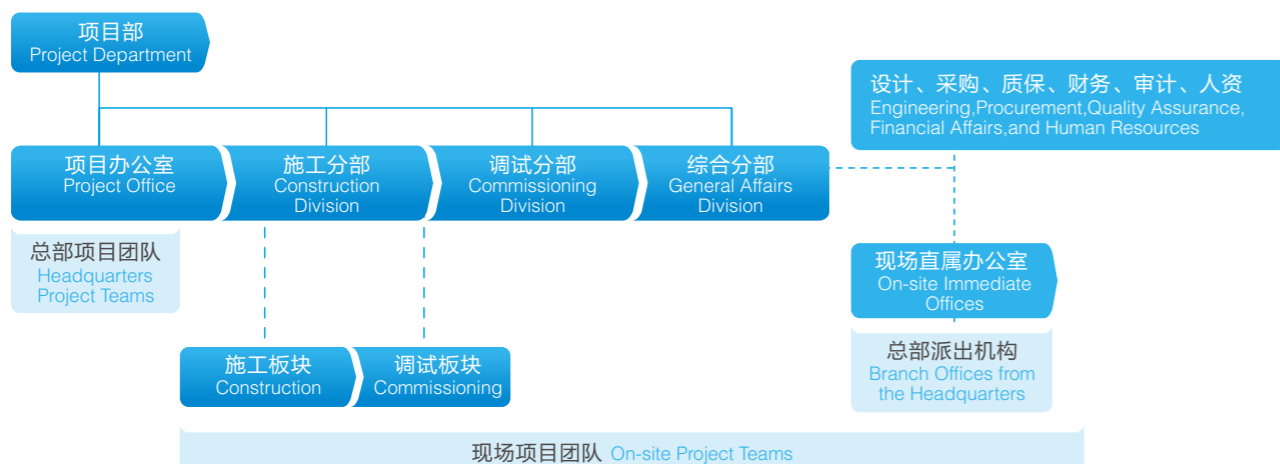 项目部
Project Department
设计、采购、质保、财务、审计、人资
Engineering,Procurement,Quality Assurance,
Financial Affairs,and Human Resources
项目办公室
Project Office
施工分部
Construction
Division
调试分部
Commissioning
Division
综合分部
General Affairs
Division
总部项目团队
Headquarters
Project Teams
现场直属办公室
On-site Immediate
Offices
总部派出机构
Branch Offices from
the Headquarters
施工板块
Construction
调试板块
Commissioning
现场项目团队 On-site Project Teams